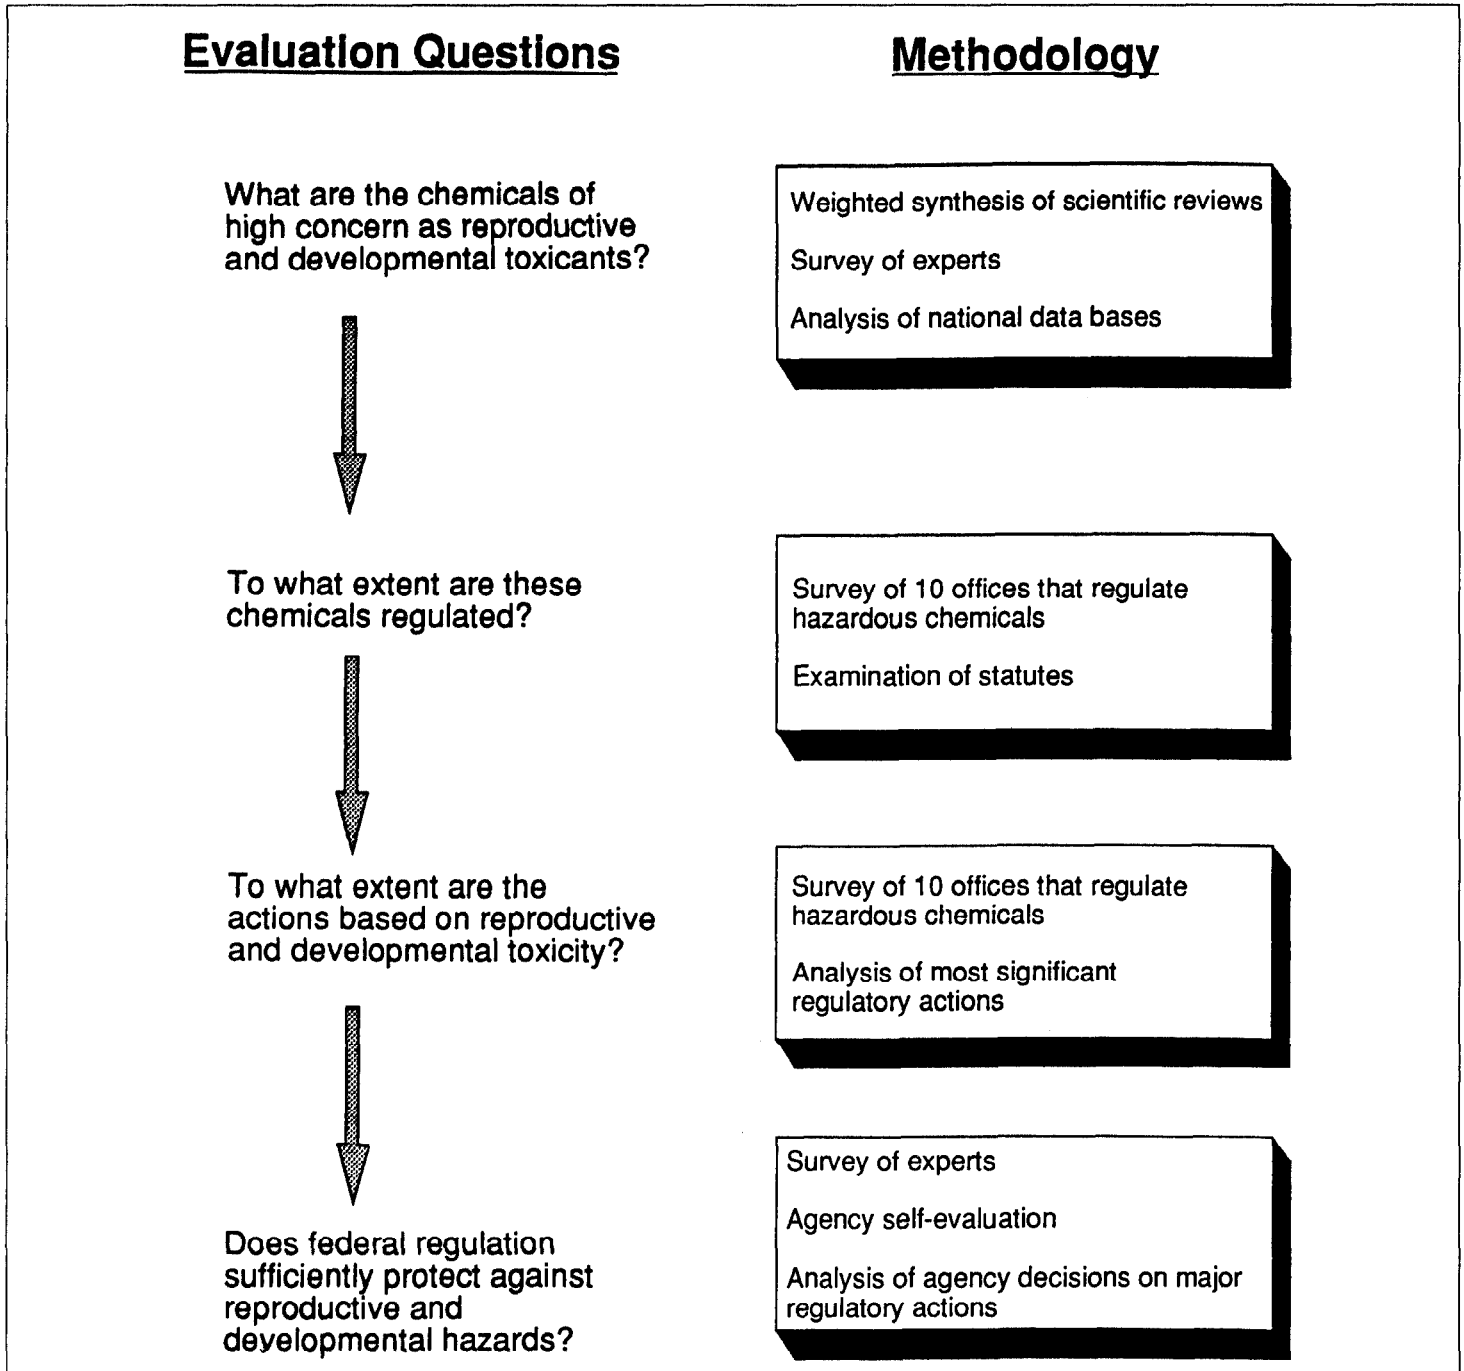 Evaluation Questions
Methodology
What are the chemicals of
high concern as reproductive
and developmental toxicants?
Weighted synthesis of scientific reviews
Survey of experts
Analysis of national data bases
To what extent are these
chemicals regulated?
Survey of 10 offices that regulate
hazardous chemicals
Examination of statutes
To what extent are the
actions based on reproductive
and developmental toxicity?
Survey of 10 offices that regulate
hazardous chemicals
Analysis of most significant
regulatory actions
Does federal regulation
sufficiently protect against
reproductive and
developmental hazards?
Survey of experts
Agency self-evaluation
Analysis of agency decisions on major
regulatory actions